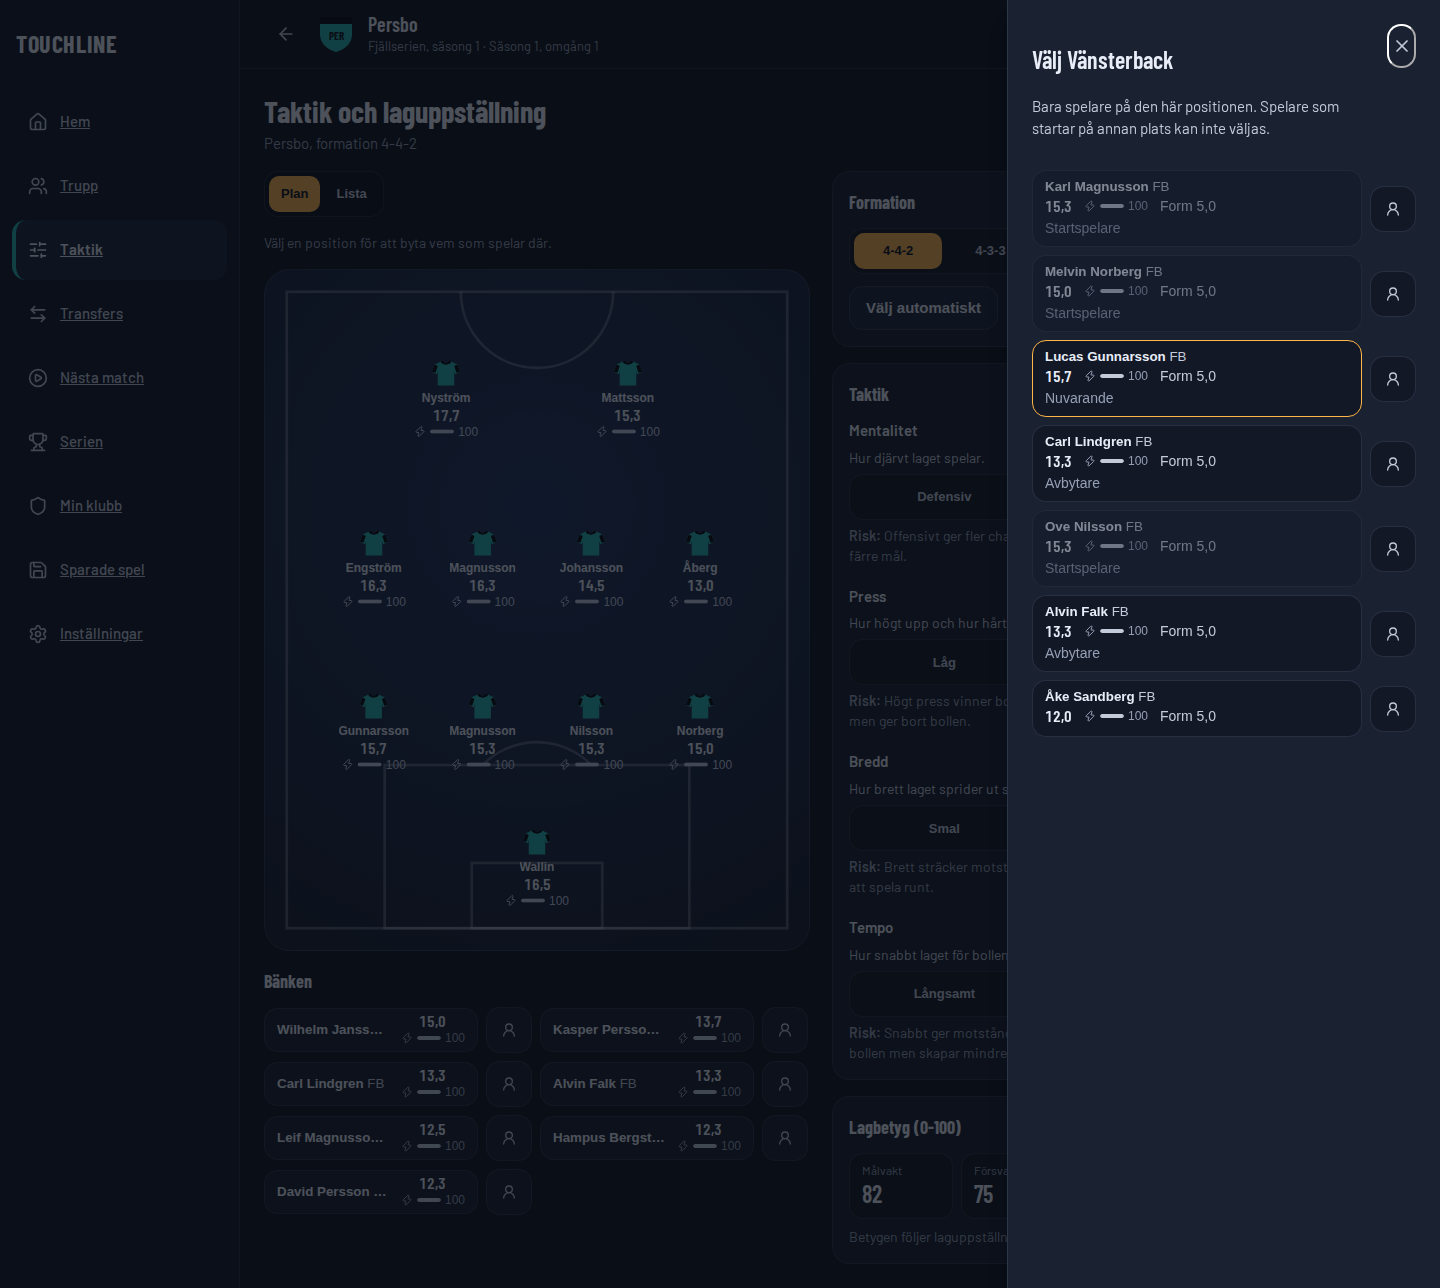 TOUCHLINE
Hem
Trupp
Taktik
Transfers
Nästa match
Serien
Min klubb
Sparade spel
Inställningar
PER
Persbo
Fjällserien, säsong 1 · Säsong 1, omgång 1
Taktik och laguppställning
Persbo, formation 4-4-2
Plan
Lista
Välj en position för att byta vem som spelar där.
Nyström
17,7
100
Mattsson
15,3
100
Engström
16,3
100
Magnusson
16,3
100
Johansson
14,5
100
Åberg
13,0
100
Gunnarsson
15,7
100
Magnusson
15,3
100
Nilsson
15,3
100
Norberg
15,0
100
Wallin
16,5
100
Bänken
Wilhelm Janss...
15,0
100
Kasper Persso...
13,7
100
Carl Lindgren FB
13,3
100
Alvin Falk FB
13,3
100
Leif Magnusso...
12,5
100
Hampus Bergst...
12,3
100
David Persson ...
12,3
100
Formation
4-4-2
4-3-3
Välj automatiskt
Taktik
Mentalitet
Hur djärvt laget spelar.
Defensiv
Risk: Offensivt ger fler cha
färre mål.
Press
Hur högt upp och hur hårt
Låg
Risk: Högt press vinner bo
men ger bort bollen.
Bredd
Hur brett laget sprider ut s
Smal
Risk: Brett sträcker motst
att spela runt.
Tempo
Hur snabbt laget för bollen
Långsamt
Risk: Snabbt ger motstån
bollen men skapar mindre
Lagbetyg (0-100)
Målvakt
82
Försva
75
Betygen följer laguppställn
Välj Vänsterback
Bara spelare på den här positionen. Spelare som
startar på annan plats kan inte väljas.
Karl Magnusson FB
15,3 100 Form 5,0
Startspelare
Melvin Norberg FB
15,0 100 Form 5,0
Startspelare
Lucas Gunnarsson FB
15,7 100 Form 5,0
Nuvarande
Carl Lindgren FB
13,3 100 Form 5,0
Avbytare
Ove Nilsson FB
15,3 100 Form 5,0
Startspelare
Alvin Falk FB
13,3 100 Form 5,0
Avbytare
Åke Sandberg FB
12,0 100 Form 5,0